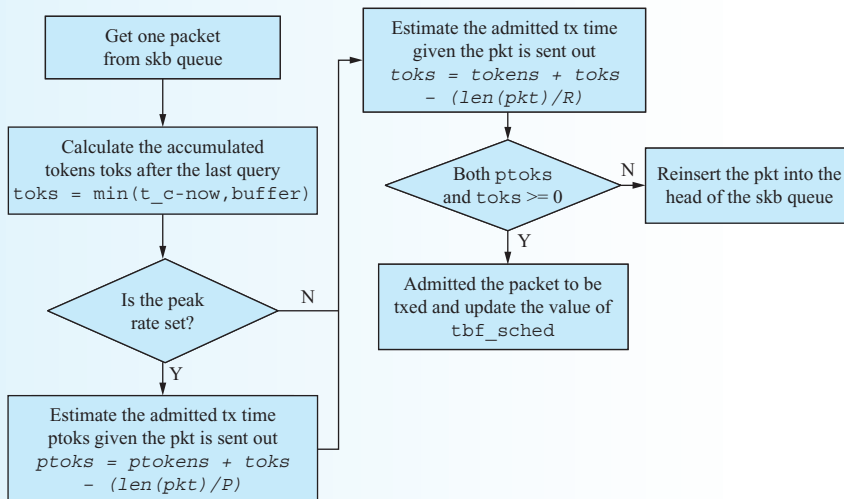 Get one packet
from skb queue
Calculate the accumulated
tokens toks after the last query
toks = min(t_c-now,buffer)
Is the peak
rate set?
N
Y
Estimate the admitted tx time
ptoks given the pkt is sent out
ptoks = ptokens + toks
- (len(pkt)/P)
Estimate the admitted tx time
given the pkt is sent out
toks = tokens + toks
- (len(pkt)/R)
Both ptoks
and toks >= 0
N
Reinsert the pkt into the
head of the skb queue
Y
Admitted the packet to be
txed and update the value of
tbf_sched